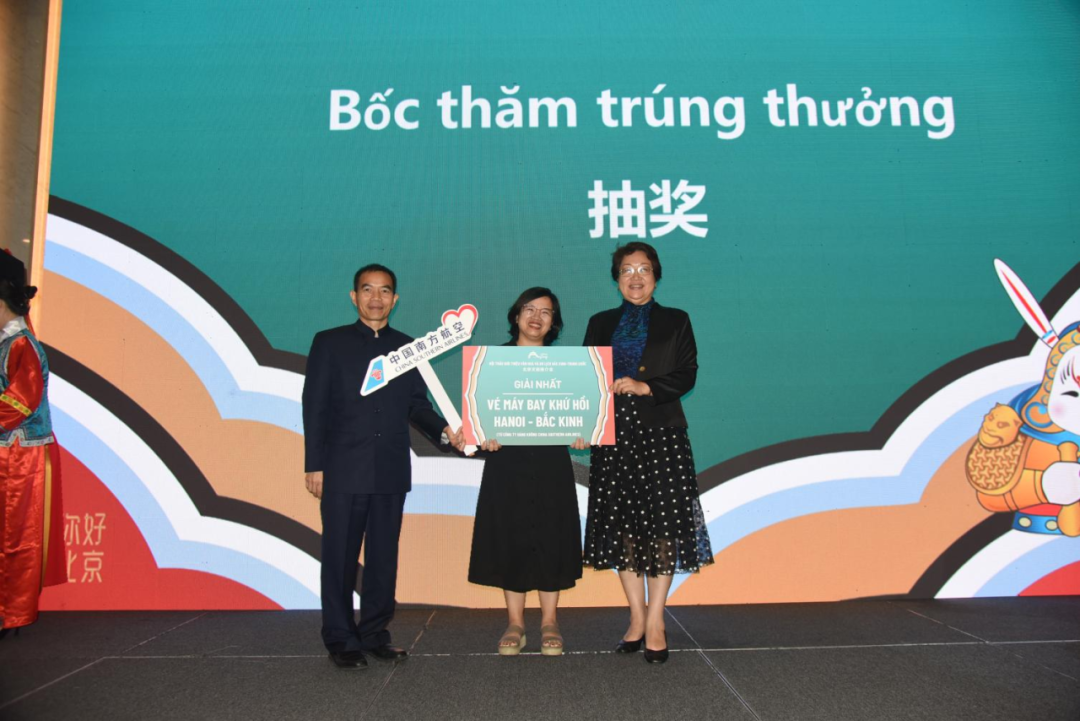 Bốc thăm trúng thưởng
抽奖
中国南方航空
CHINA SOUTHERN AIRLINES
GIẢI NHẤT
VÉ MÁY BAY KHỨ HỒI
HANOI - BẮC KINH
你好
北京